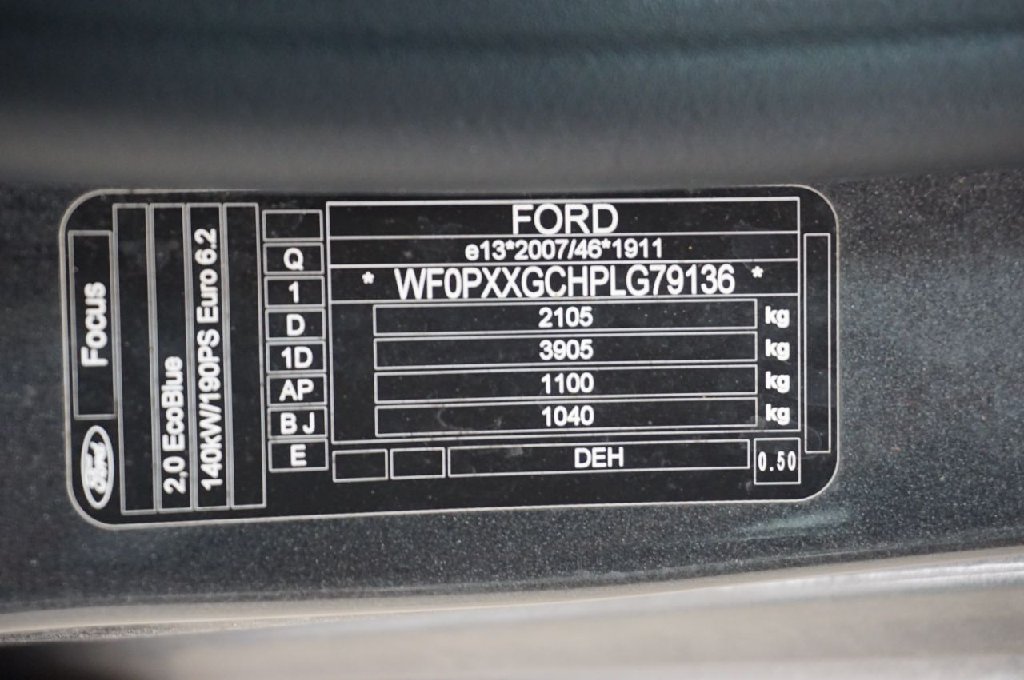 Focus
Ford
2,0 EcoBlue
140kW/190PS Euro 6.2
Q
1
D
1D
AP
B J
E
FORD
e13*2007/46*1911
* WF0PXXGCHPLG79136 *
2105 kg
3905 kg
1100 kg
1040 kg
DEH
0.50